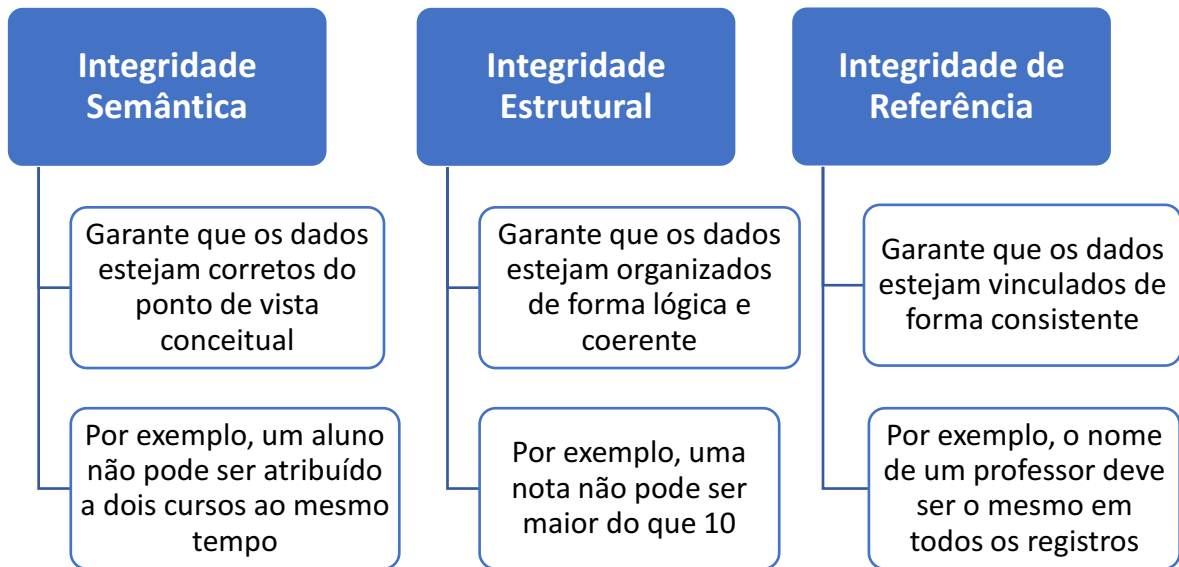 Integridade
Semântica
Garante que os dados
estejam corretos do
ponto de vista
conceitual
Por exemplo, um aluno
não pode ser atribuído
a dois cursos ao mesmo
tempo
Integridade
Estrutural
Garante que os dados
estejam organizados
de forma lógica e
coerente
Por exemplo, uma
nota não pode ser
maior do que 10
Integridade de
Referência
Garante que os dados
estejam vinculados de
forma consistente
Por exemplo, o nome
de um professor deve
ser o mesmo em
todos os registros